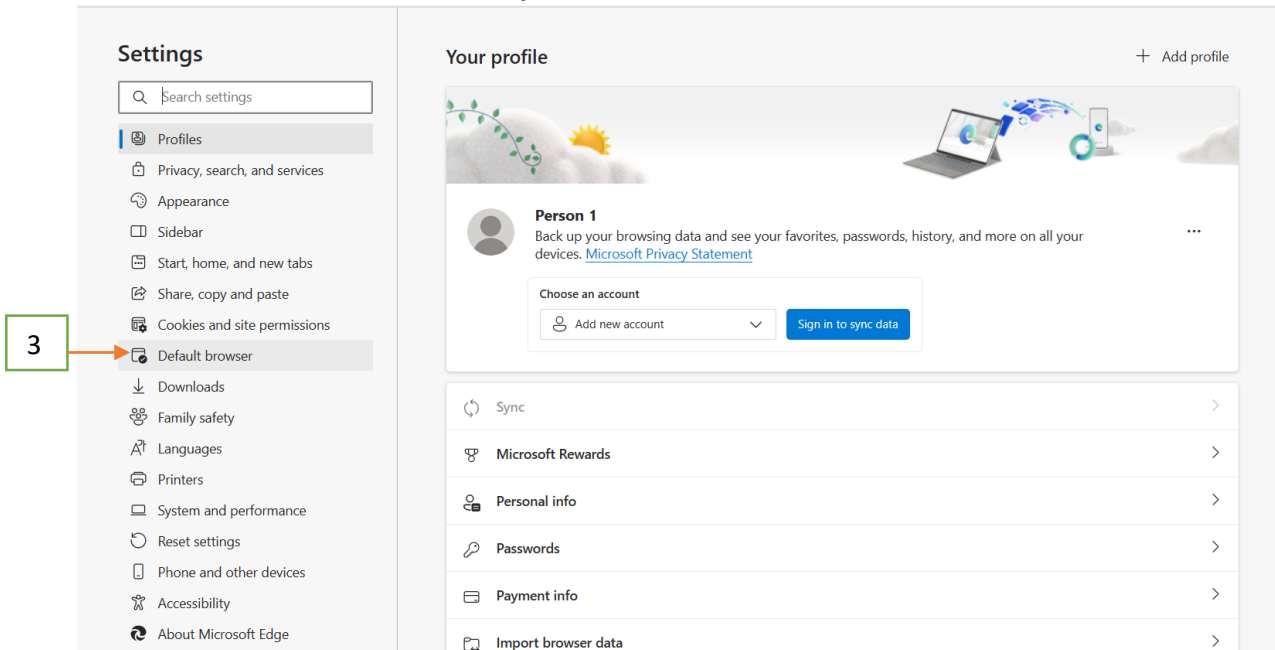 Settings
Search settings
Profiles
Privacy, search, and services
Appearance
Sidebar
Start, home, and new tabs
Share, copy and paste
Cookies and site permissions
3
Default browser
Downloads
Family safety
Languages
Printers
System and performance
Reset settings
Phone and other devices
Accessibility
About Microsoft Edge
Your profile
Add profile
Person 1
Back up your browsing data and see your favorites, passwords, history, and more on all your
devices. Microsoft Privacy Statement
Choose an account
Add new account
Sign in to sync data
Sync
Microsoft Rewards
Personal info
Passwords
Payment info
Import browser data